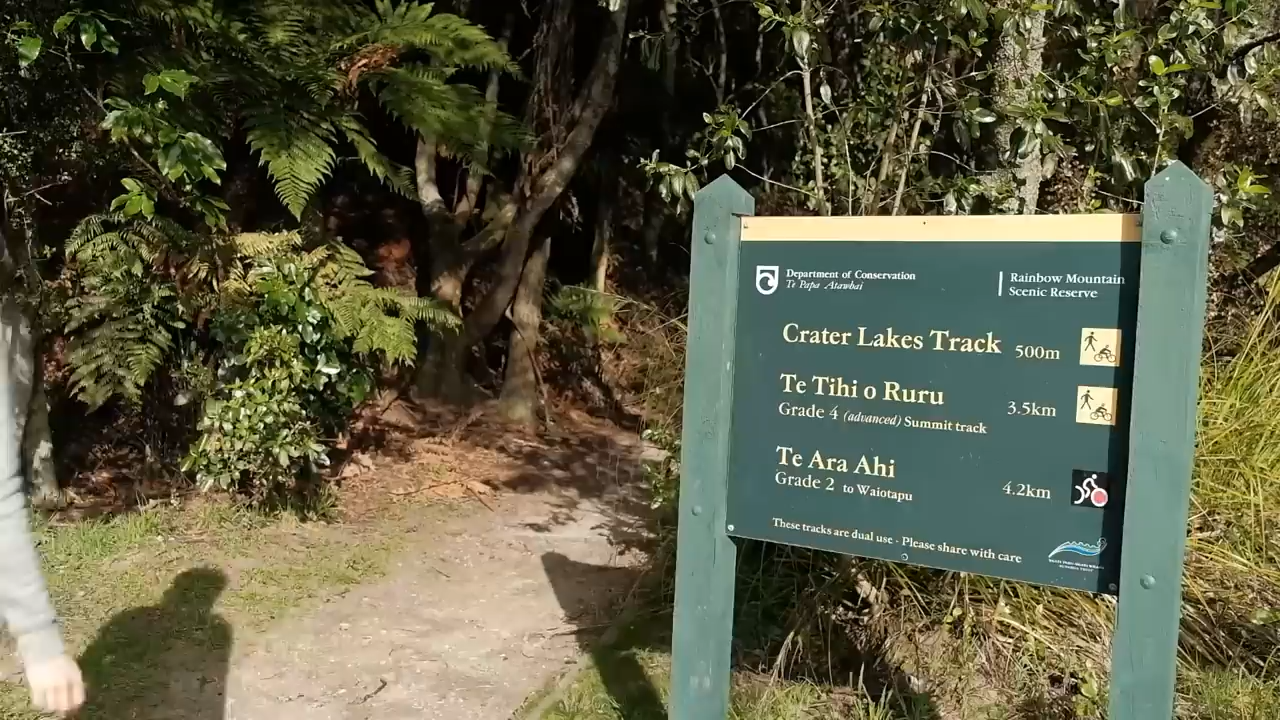 Department of Conservation
Te Papa Atawhai
Rainbow Mountain
Scenic Reserve
Crater Lakes Track 500m
Te Tihi o Ruru 3.5km
Grade 4 (advanced) Summit track
Te Ara Ahi
Grade 2 to Waiotapu 4.2km
These tracks are dual use - Please share with care